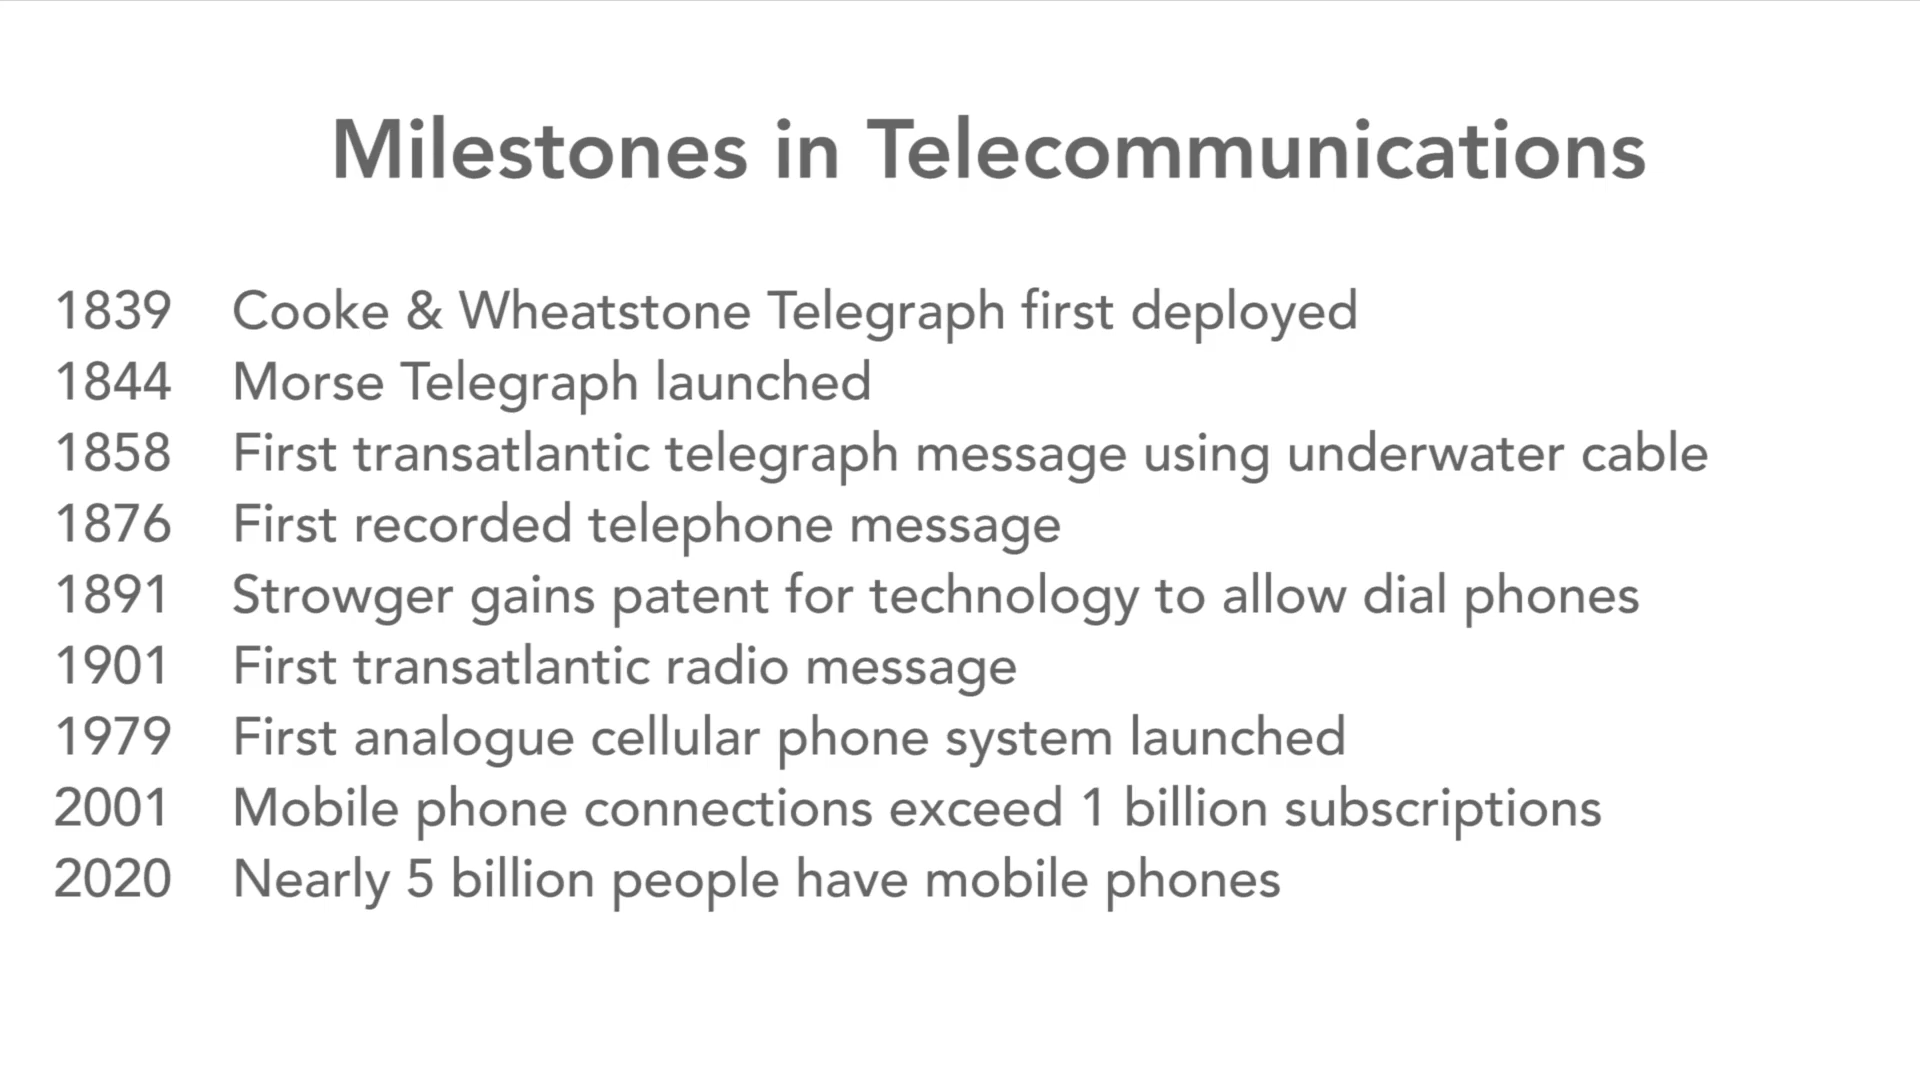 Milestones in Telecommunications
1839 Cooke & Wheatstone Telegraph first deployed
1844 Morse Telegraph launched
1858 First transatlantic telegraph message using underwater cable
1876 First recorded telephone message
1891 Strowger gains patent for technology to allow dial phones
1901 First transatlantic radio message
1979 First analogue cellular phone system launched
2001 Mobile phone connections exceed 1 billion subscriptions
2020 Nearly 5 billion people have mobile phones